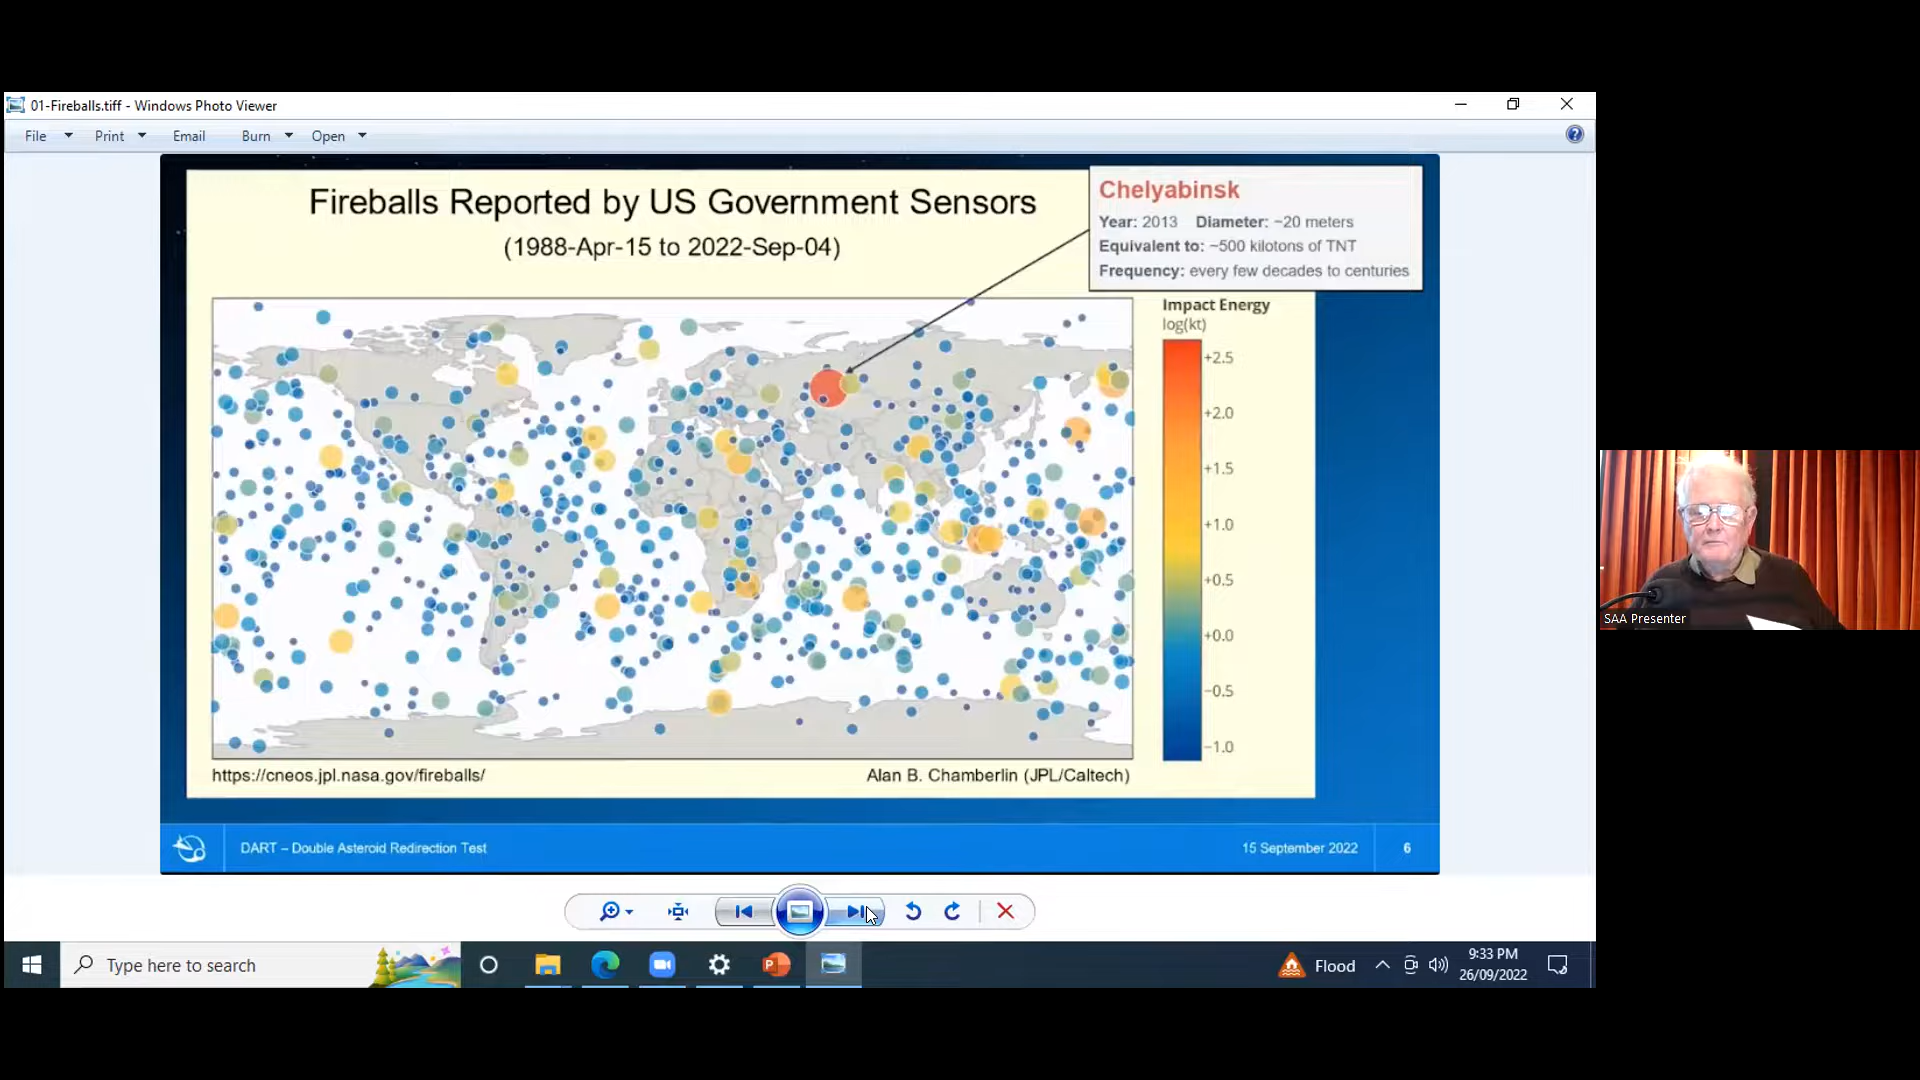 01-Fireballs.tiff - Windows Photo Viewer
File Print Email Burn Open
Fireballs Reported by US Government Sensors
(1988-Apr-15 to 2022-Sep-04)
Chelyabinsk
Year: 2013 Diameter: ~20 meters
Equivalent to: ~500 kilotons of TNT
Frequency: every few decades to centuries
Impact Energy
log(kt)
+2.5
+2.0
+1.5
+1.0
+0.5
+0.0
−0.5
−1.0
https://cneos.jpl.nasa.gov/fireballs/ Alan B. Chamberlin (JPL/Caltech)
DART – Double Asteroid Redirection Test 15 September 2022 6
SAA Presenter
Type here to search
Flood
9:33 PM
26/09/2022